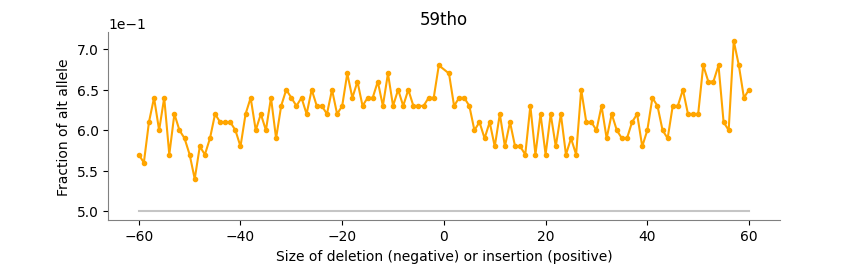 59tho
1e−1
7.0
6.5
6.0
5.5
5.0
Fraction of alt allele
−60 −40 −20 0 20 40 60
Size of deletion (negative) or insertion (positive)